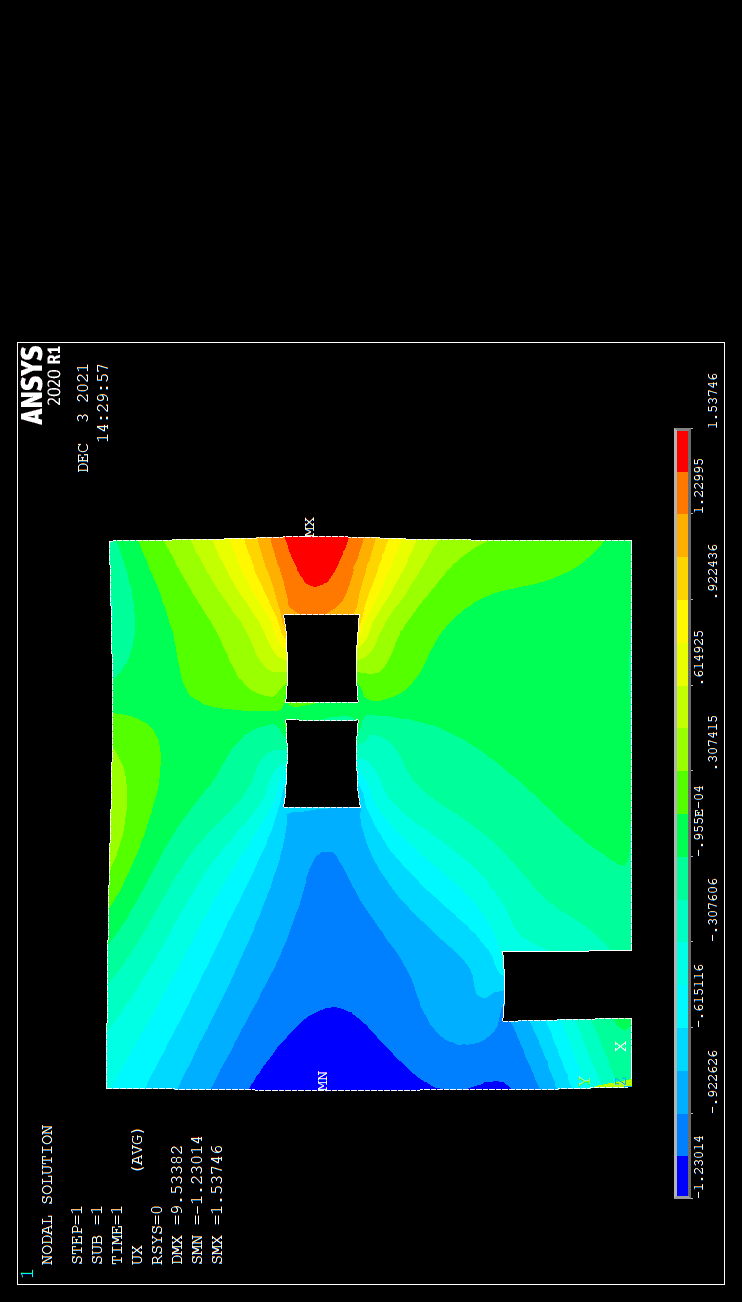 1
NODAL SOLUTION
STEP=1
SUB =1
TIME=1
UX (AVG)
RSYS=0
DMX =9.53382
SMN =-1.23014
SMX =1.53746
ANSYS
2020 R1
DEC 3 2021
14:29:57
MN
MX
Y
Z X
-1.23014
-.922626
-.615116
-.307606
-.955E-04
.307415
.614925
.922436
1.22995
1.53746